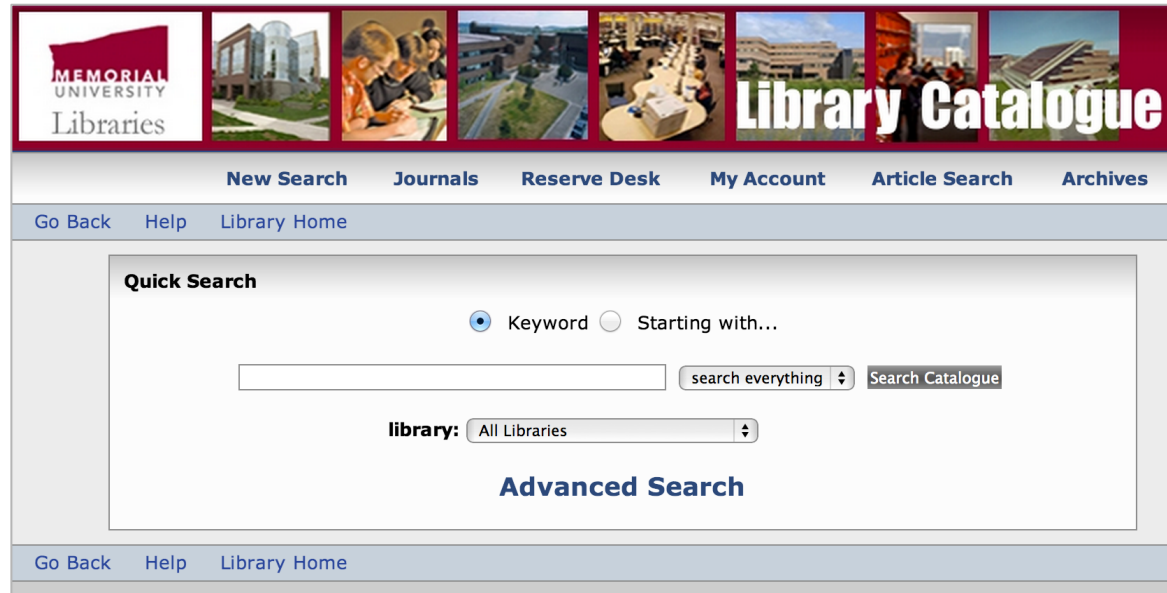 MEMORIAL
UNIVERSITY
Libraries
Library Catalogue
New Search Journals Reserve Desk My Account Article Search Archives
Go Back Help Library Home
Quick Search
Keyword Starting with...
search everything Search Catalogue
library: All Libraries
Advanced Search
Go Back Help Library Home